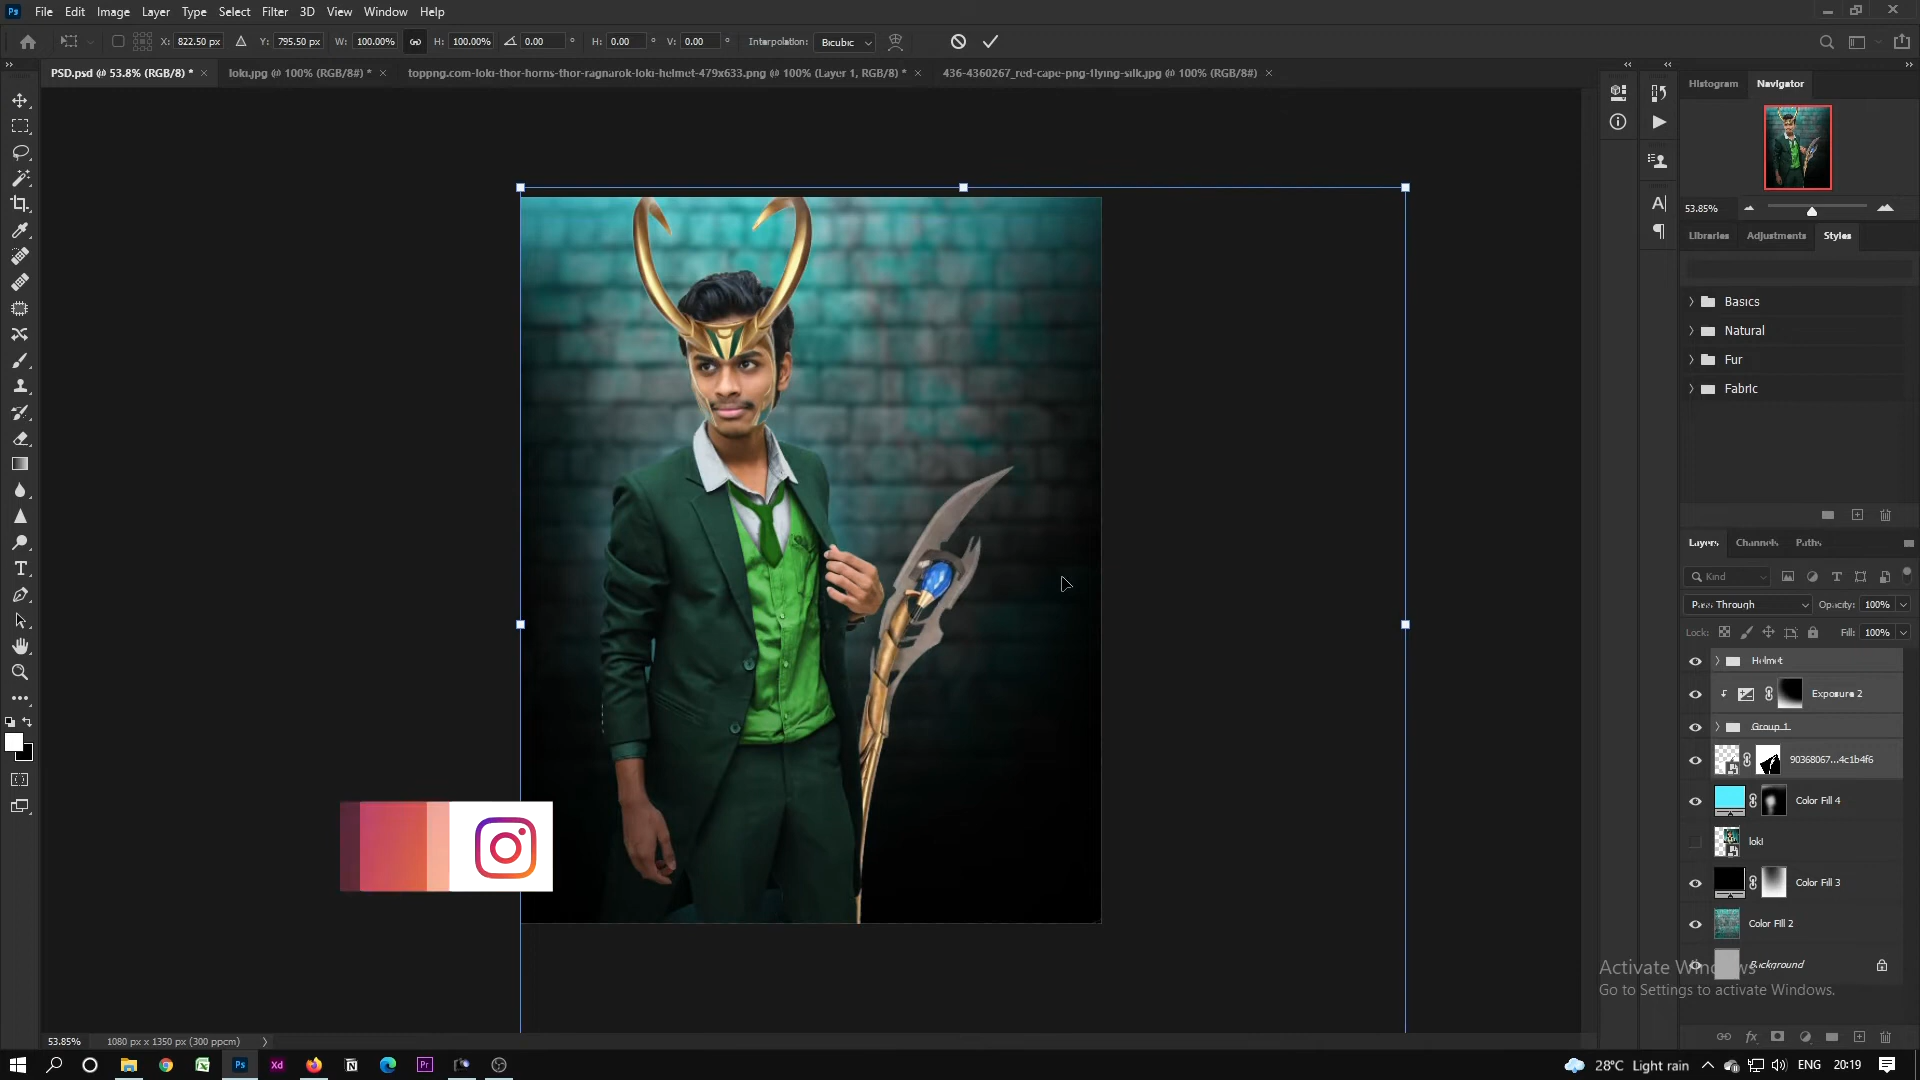 Ps File Edit Image Layer Type Select Filter 3D View Window Help
X: 822.50 px Y: 795.50 px W: 100.00% H: 100.00% 0.00 ° H: 0.00 ° V: 0.00 ° Interpolation: Bicubic
PSD.psd @ 53.8% (RGB/8) * × loki.jpg @ 100% (RGB/8#) * × toppng.com-loki-thor-horns-thor-ragnarok-loki-helmet-479x633.png @ 100% (Layer 1, RGB/8) * × 436-4360267_red-cape-png-flying-silk.jpg @ 100% (RGB/8#) ×
Histogram Navigator
53.85%
Libraries Adjustments Styles
Basics
Natural
Fur
Fabric
Layers Channels Paths
Kind
Pass Through Opacity: 100%
Lock: Fill: 100%
Helmet
Exposure 2
Group 1
90368067...4c1b4f6
Color Fill 4
loki
Color Fill 3
Color Fill 2
Background
Activate Windows
Go to Settings to activate Windows.
53.85% 1080 px x 1350 px (300 ppcm)
Ps Xd N Pr 28°C Light rain ENG 20:19